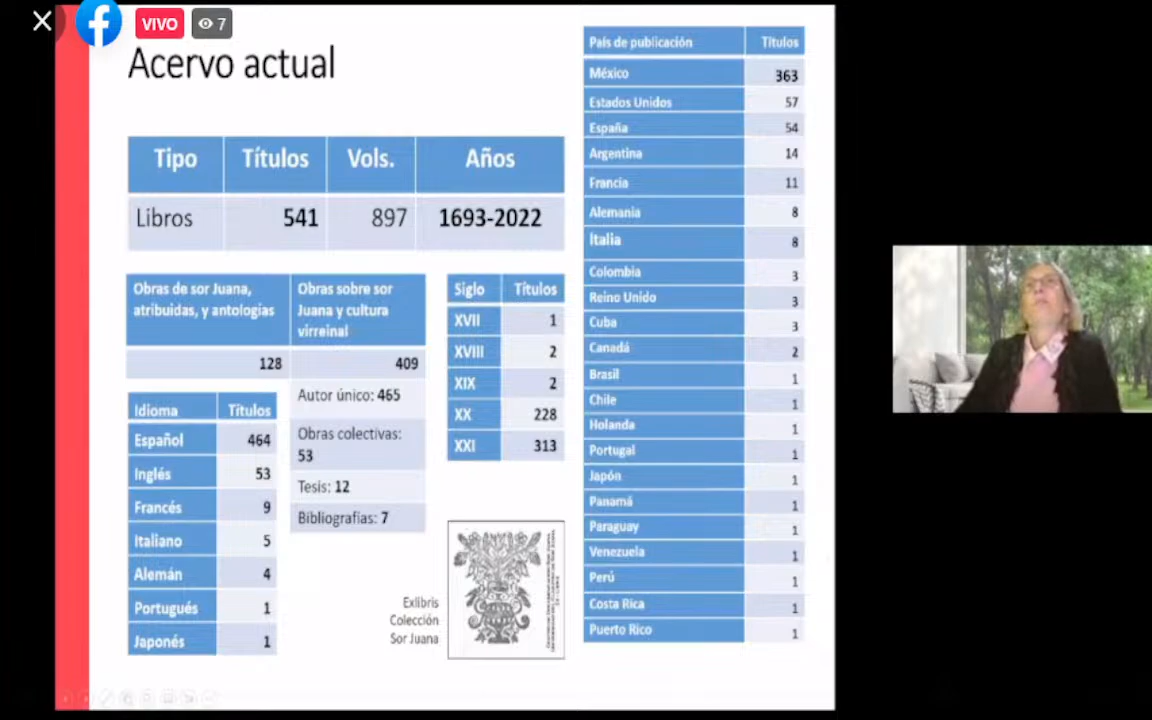 VIVO
7
Acervo actual
Tipo Títulos Vols. Años
Libros 541 897 1693-2022
Obras de sor Juana, atribuidas, y antologias
Obras sobre sor Juana y cultura virreinal
128 409
Autor único: 465
Obras colectivas: 53
Tesis: 12
Bibliografías: 7
Idioma Títulos
Español 464
Inglés 53
Francés 9
Italiano 5
Alemán 4
Portugués 1
Japonés 1
Siglo Títulos
XVII 1
XVIII 2
XIX 2
XX 228
XXI 313
Exlibris
Colección
Sor Juana
País de publicación Títulos
México 363
Estados Unidos 57
España 54
Argentina 14
Francia 11
Alemania 8
Italia 8
Colombia 3
Reino Unido 3
Cuba 3
Canadá 2
Brasil 1
Chile 1
Holanda 1
Portugal 1
Japón 1
Panamá 1
Paraguay 1
Venezuela 1
Perú 1
Costa Rica 1
Puerto Rico 1